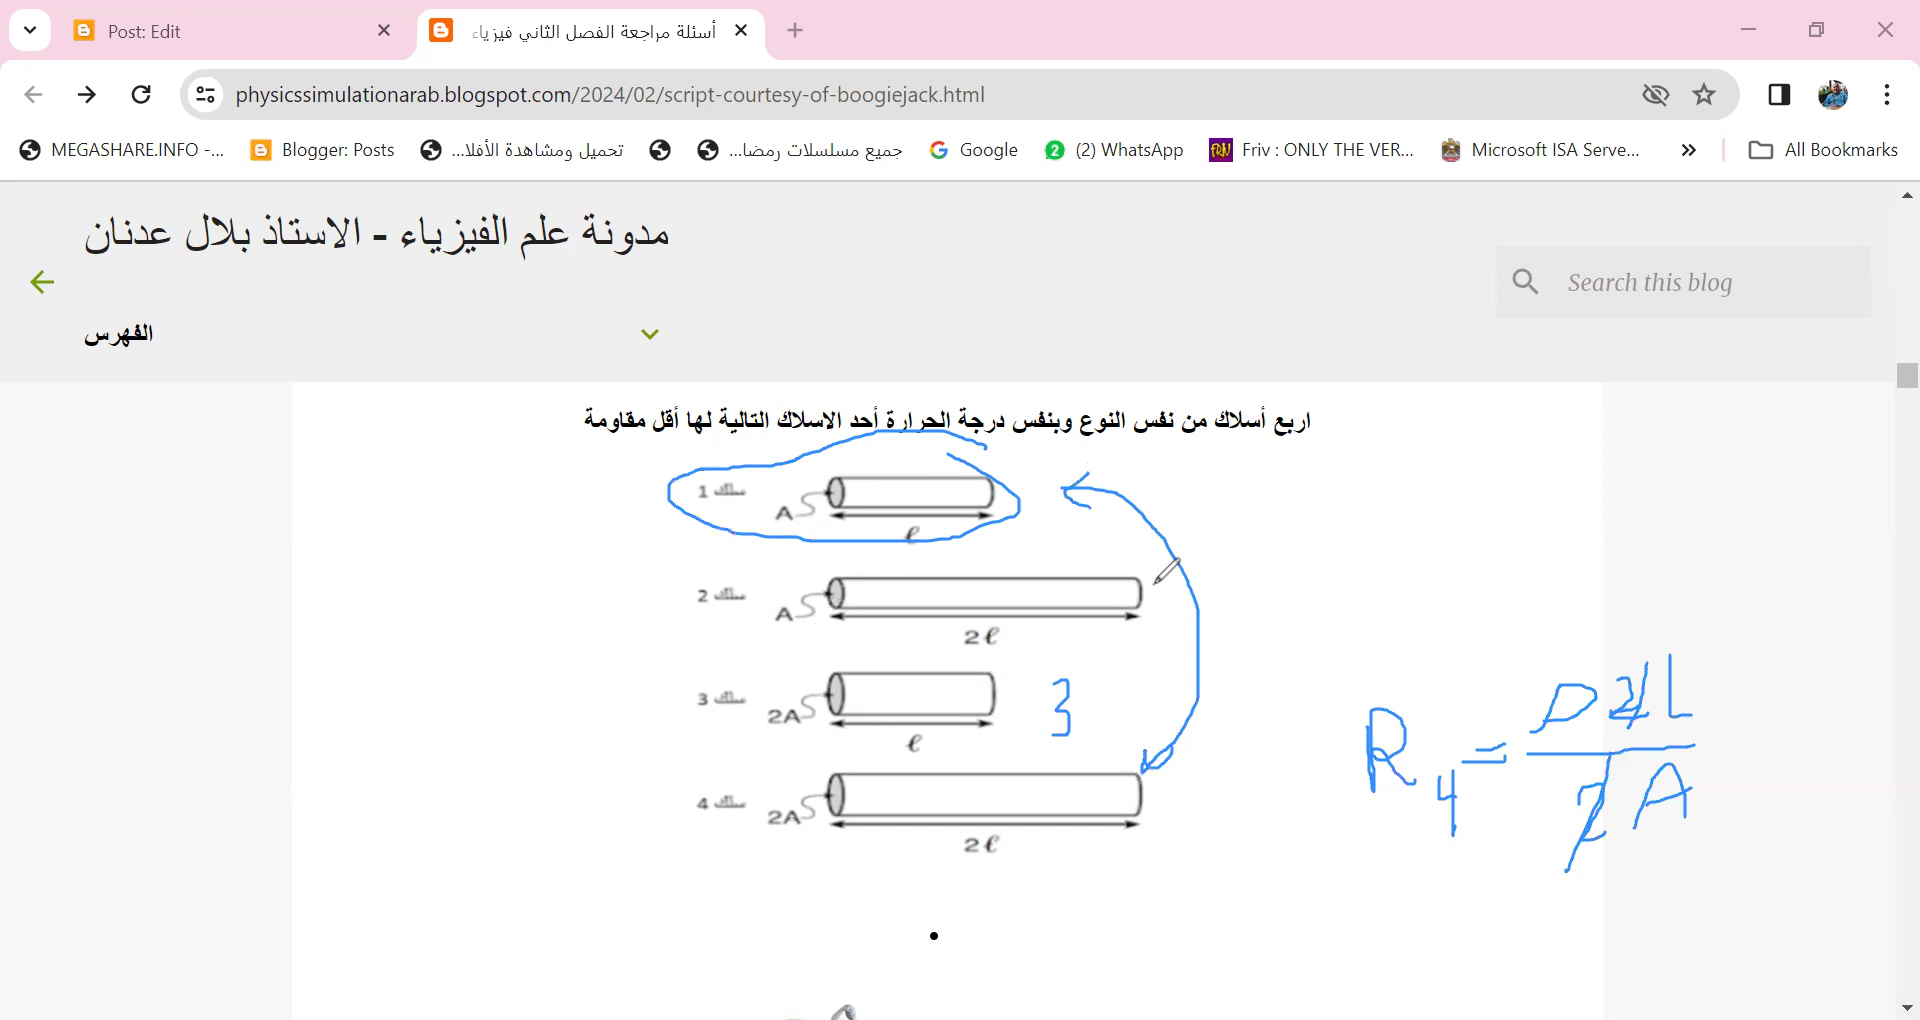 Post: Edit
أسئلة مراجعة الفصل الثاني فيزياء
physicssimulationarab.blogspot.com/2024/02/script-courtesy-of-boogiejack.html
MEGASHARE.INFO -...
Blogger: Posts
تحميل ومشاهدة الأفلا...
جميع مسلسلات رمضا...
Google
2
(2) WhatsApp
FRIV
Friv : ONLY THE VER...
Microsoft ISA Serve...
»
All Bookmarks
مدونة علم الفيزياء - الاستاذ بلال عدنان
Search this blog
الفهرس
اربع أسلاك من نفس النوع وبنفس درجة الحرارة أحد الاسلاك التالية لها أقل مقاومة
سلك 1
A
ℓ
سلك 2
A
2ℓ
سلك 3
2A
ℓ
3
سلك 4
2A
2ℓ
R4 = ρ2L
2A